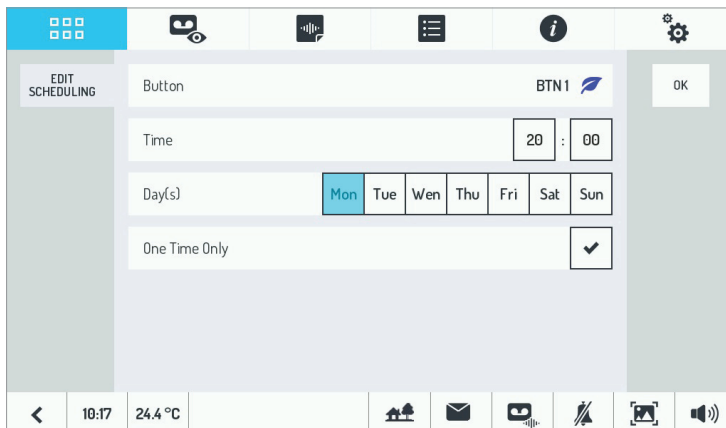 EDIT
SCHEDULING
Button
BTN 1
OK
Time
20 : 00
Day(s)
Mon Tue Wen Thu Fri Sat Sun
One Time Only
10:17
24.4 °C